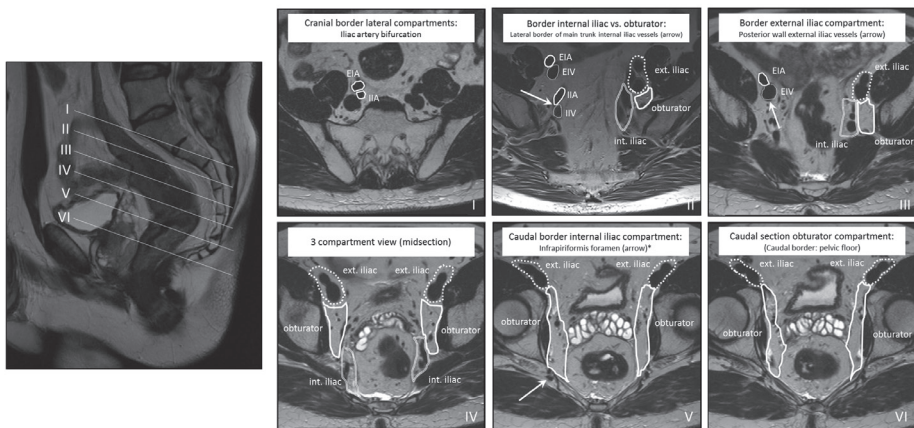 I
II
III
IV
V
VI
Cranial border lateral compartments:
Iliac artery bifurcation
EIA
IIA
I
Border internal iliac vs. obturator:
Lateral border of main trunk internal iliac vessels (arrow)
EIA
EIV
IIA
IIV
ext. iliac
obturator
int. iliac
II
Border external iliac compartment:
Posterior wall external iliac vessels (arrow)
EIA
EIV
ext. iliac
int. iliac
obturator
III
3 compartment view (midsection)
ext. iliac
ext. iliac
obturator
obturator
int. iliac
int. iliac
IV
Caudal border internal iliac compartment:
Infrapiriformis foramen (arrow)*
ext. iliac
ext. iliac
obturator
obturator
V
Caudal section obturator compartment:
(Caudal border: pelvic floor)
ext. iliac
ext. iliac
obturator
obturator
VI